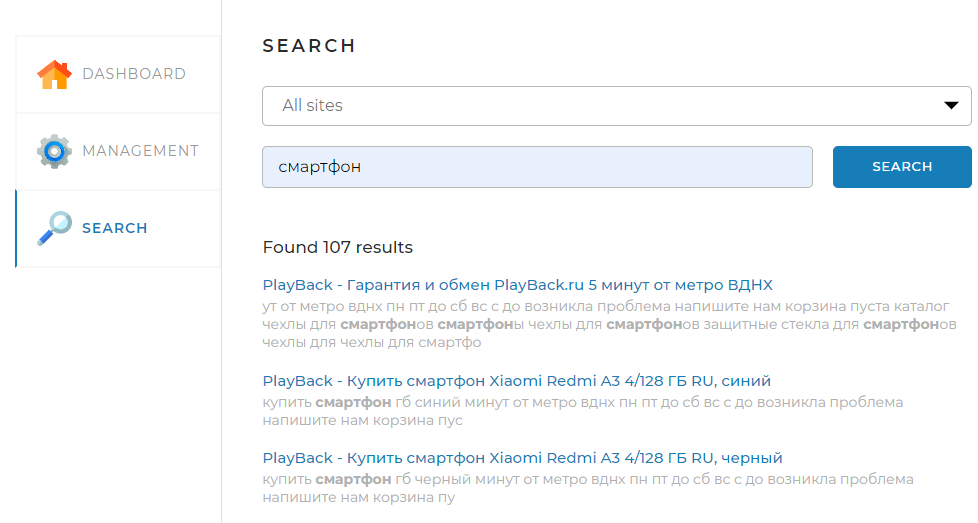 SEARCH
DASHBOARD
MANAGEMENT
SEARCH
All sites
смартфон
SEARCH
Found 107 results
PlayBack - Гарантия и обмен PlayBack.ru 5 минут от метро ВДНХ
ут от метро вднх пн пт до сб вс с до возникла проблема напишите нам корзина пуста каталог
чехлы для смартфонов смартфоны чехлы для смартфонов защитные стекла для смартфонов
чехлы для чехлы для смартфо
PlayBack - Купить смартфон Xiaomi Redmi A3 4/128 ГБ RU, синий
купить смартфон гб синий минут от метро вднх пн пт до сб вс с до возникла проблема
напишите нам корзина пус
PlayBack - Купить смартфон Xiaomi Redmi A3 4/128 ГБ RU, черный
купить смартфон гб черный минут от метро вднх пн пт до сб вс с до возникла проблема
напишите нам корзина пу